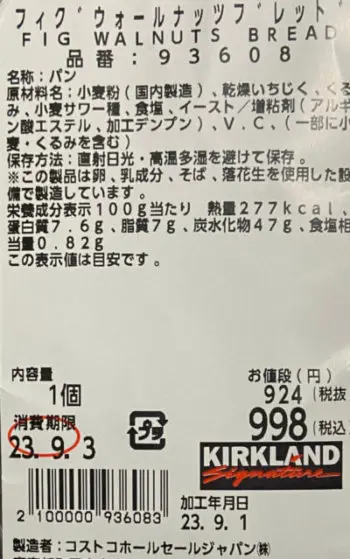 フィグウォールナッツブレッド
FIG WALNUTS BREAD
品番:93608
名称:パン
原材料名:小麦粉(国内製造)、乾燥いちじく、くる
み、小麦サワー種、食塩、イースト/増粘剤(アルギ
ン酸エステル、加工デンプン)、V.C、(一部に小
麦・くるみを含む)
保存方法:直射日光・高温多湿を避けて保存。
※この製品は卵、乳成分、そば、落花生を使用した設
備で製造しています。
栄養成分表示100g当たり 熱量277kcal、
蛋白質7.6g、脂質7g、炭水化物47g、食塩相
当量0.82g
この表示値は目安です。
内容量
1個
お値段(円)
924(税抜
998(税込
消費期限
23.9.3
プラ
KIRKLAND
Signature
2 100000 936083
加工年月日
23.9.1
製造者:コストコホールセールジャパン㈱